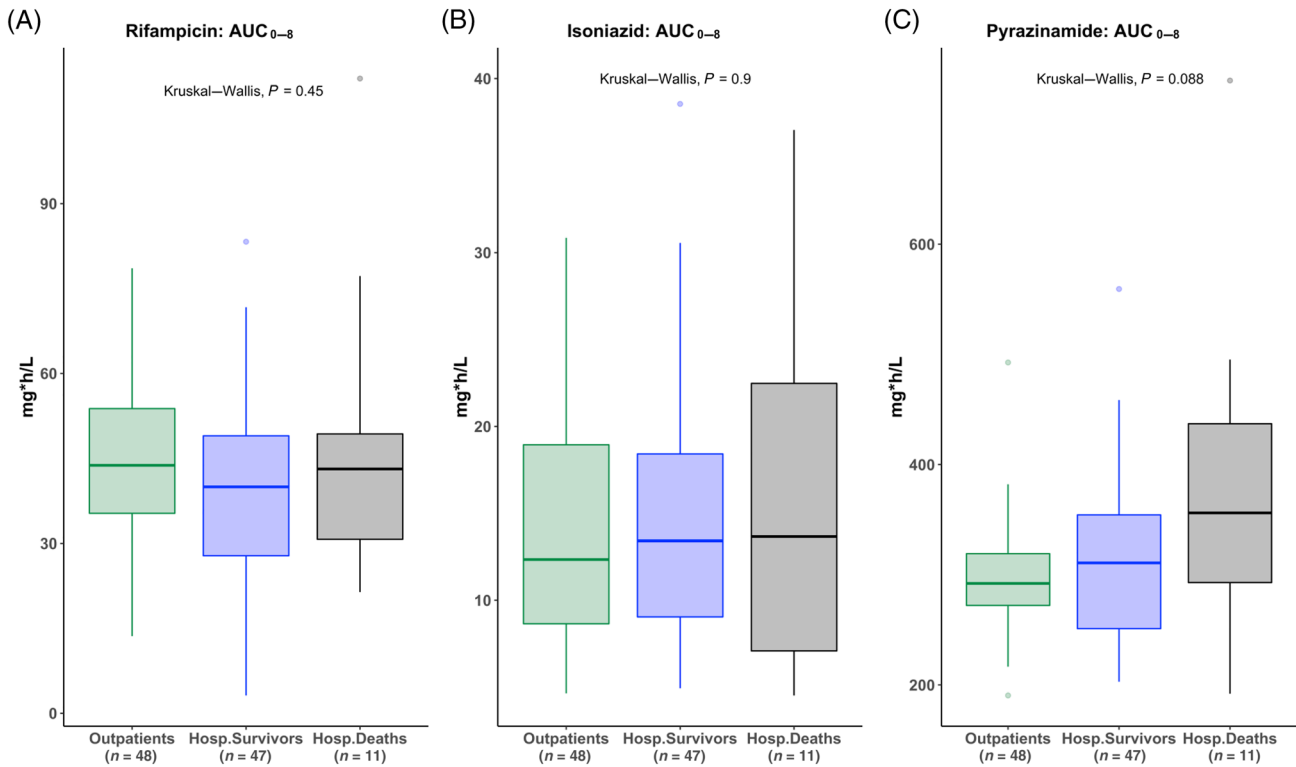 (A)
Rifampicin: AUC 0–8
Kruskal–Wallis, P = 0.45
mg*h/L
90
60
30
0
Outpatients
(n = 48)
Hosp.Survivors
(n = 47)
Hosp.Deaths
(n = 11)
(B)
Isoniazid: AUC 0–8
Kruskal–Wallis, P = 0.9
mg*h/L
40
30
20
10
Outpatients
(n = 48)
Hosp.Survivors
(n = 47)
Hosp.Deaths
(n = 11)
(C)
Pyrazinamide: AUC 0–8
Kruskal–Wallis, P = 0.088
mg*h/L
600
400
200
Outpatients
(n = 48)
Hosp.Survivors
(n = 47)
Hosp.Deaths
(n = 11)